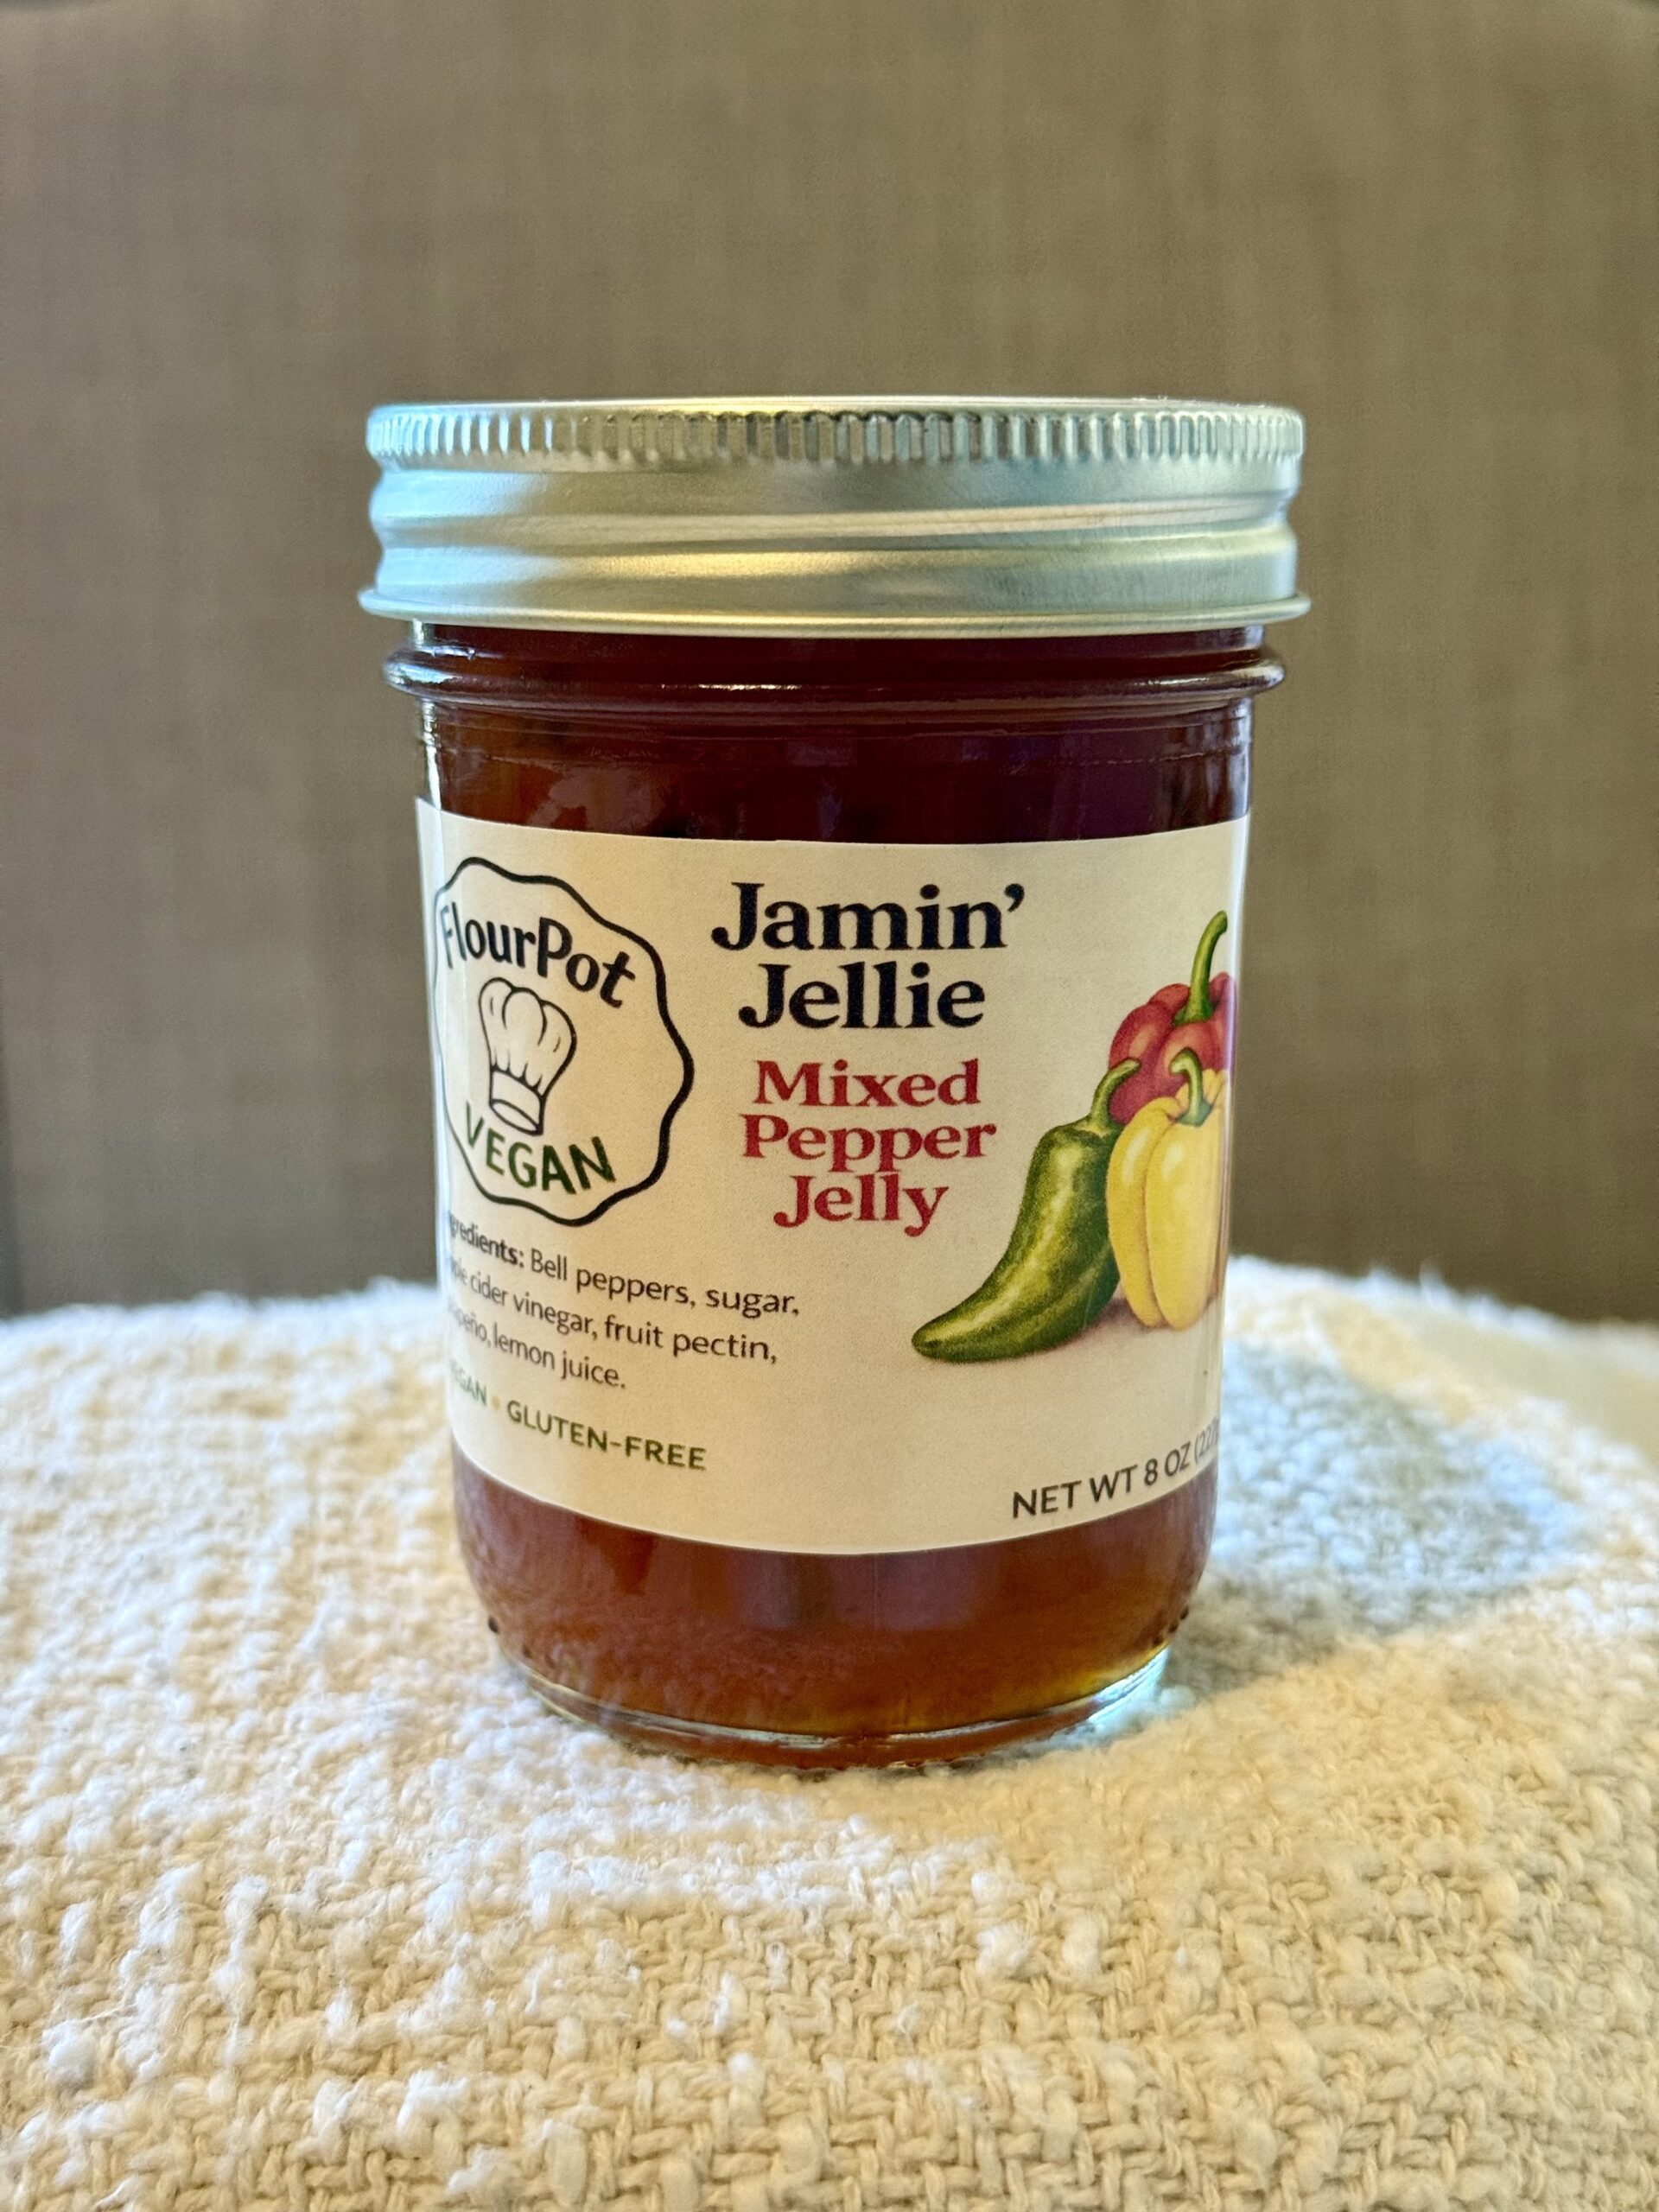 FlourPot
VEGAN
Jamin’
Jellie
Mixed
Pepper
Jelly
Bell peppers, sugar,
cider vinegar, fruit pectin,
lemon juice.
GLUTEN-FREE
NET WT 8 OZ